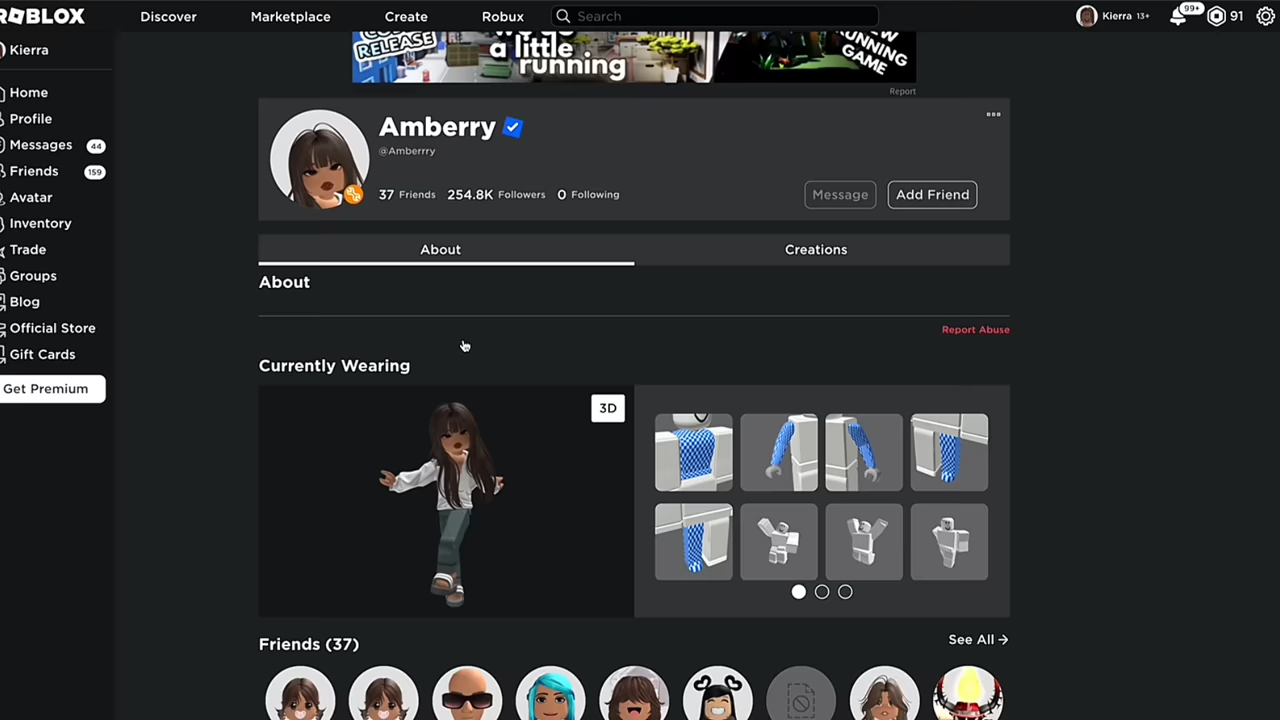 ROBLOX
Discover
Marketplace
Create
Robux
Search
Kierra 13+
99+
91
Kierra
Home
Profile
Messages 44
Friends 159
Avatar
Inventory
Trade
Groups
Blog
Official Store
Gift Cards
Get Premium
RELEASE
a little
running
RUNNING
GAME
Report
Amberry
@Amberrry
37 Friends 254.8K Followers 0 Following
Message
Add Friend
About
Creations
About
Report Abuse
Currently Wearing
3D
Friends (37)
See All